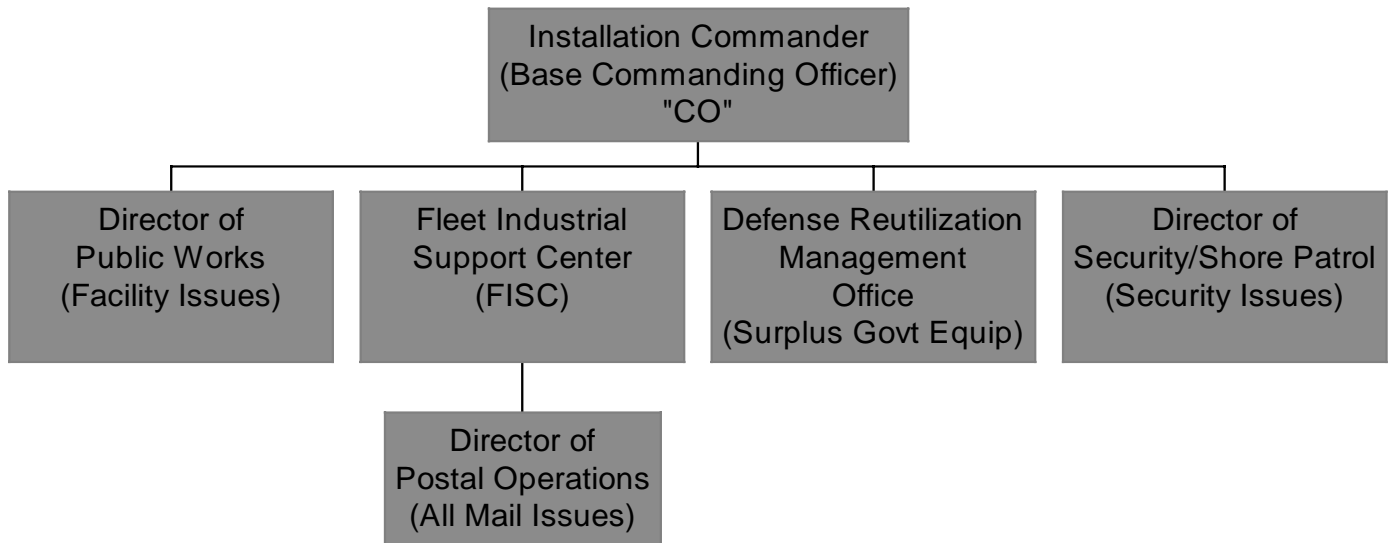 Installation Commander
(Base Commanding Officer)
"CO"
Director of
Public Works
(Facility Issues)
Fleet Industrial
Support Center
(FISC)
Defense Reutilization
Management
Office
(Surplus Govt Equip)
Director of
Security/Shore Patrol
(Security Issues)
Director of
Postal Operations
(All Mail Issues)